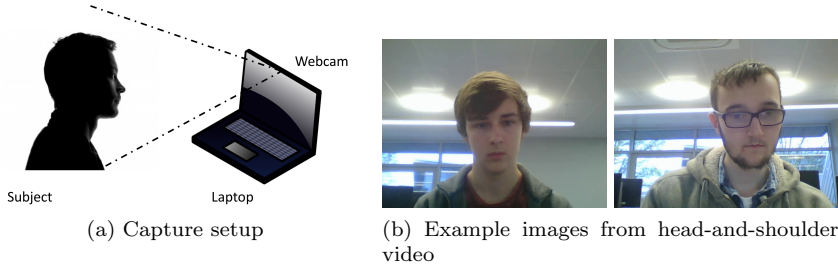 Webcam
Subject
Laptop
(a) Capture setup
(b) Example images from head-and-shoulder
video